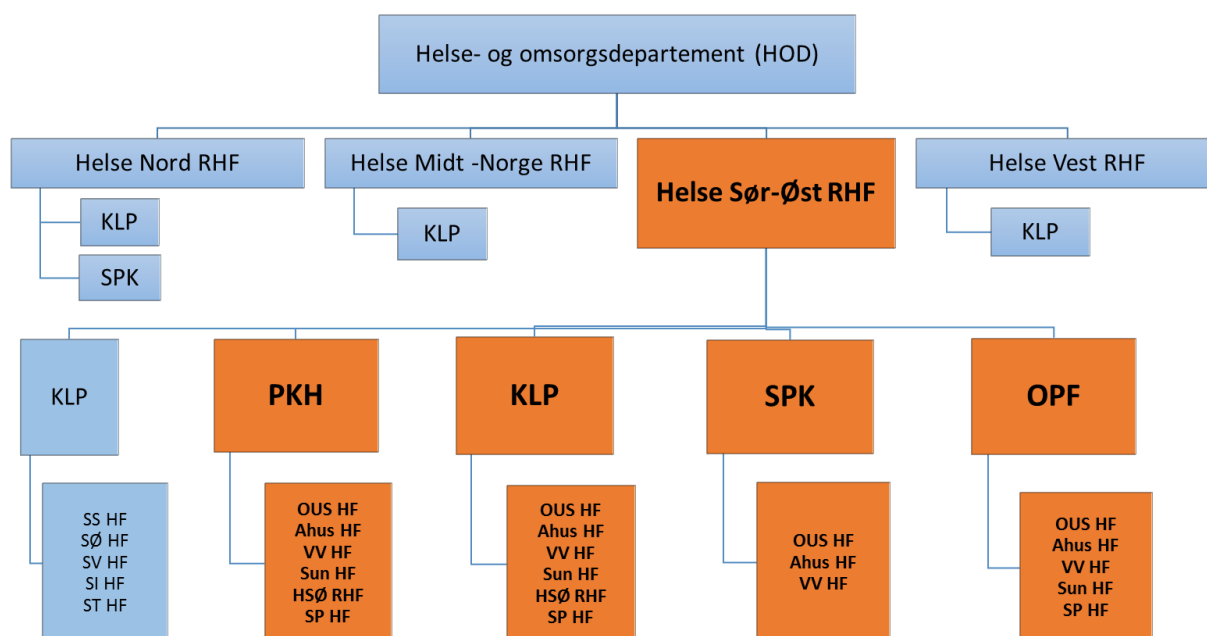 Helse- og omsorgsdepartement (HOD)
Helse Nord RHF
Helse Midt -Norge RHF
Helse Sør-Øst RHF
Helse Vest RHF
KLP
SPK
KLP
KLP
KLP
PKH
KLP
SPK
OPF
SS HF
SØ HF
SV HF
SI HF
ST HF
OUS HF
Ahus HF
VV HF
Sun HF
HSØ RHF
SP HF
OUS HF
Ahus HF
VV HF
Sun HF
HSØ RHF
SP HF
OUS HF
Ahus HF
VV HF
OUS HF
Ahus HF
VV HF
Sun HF
SP HF